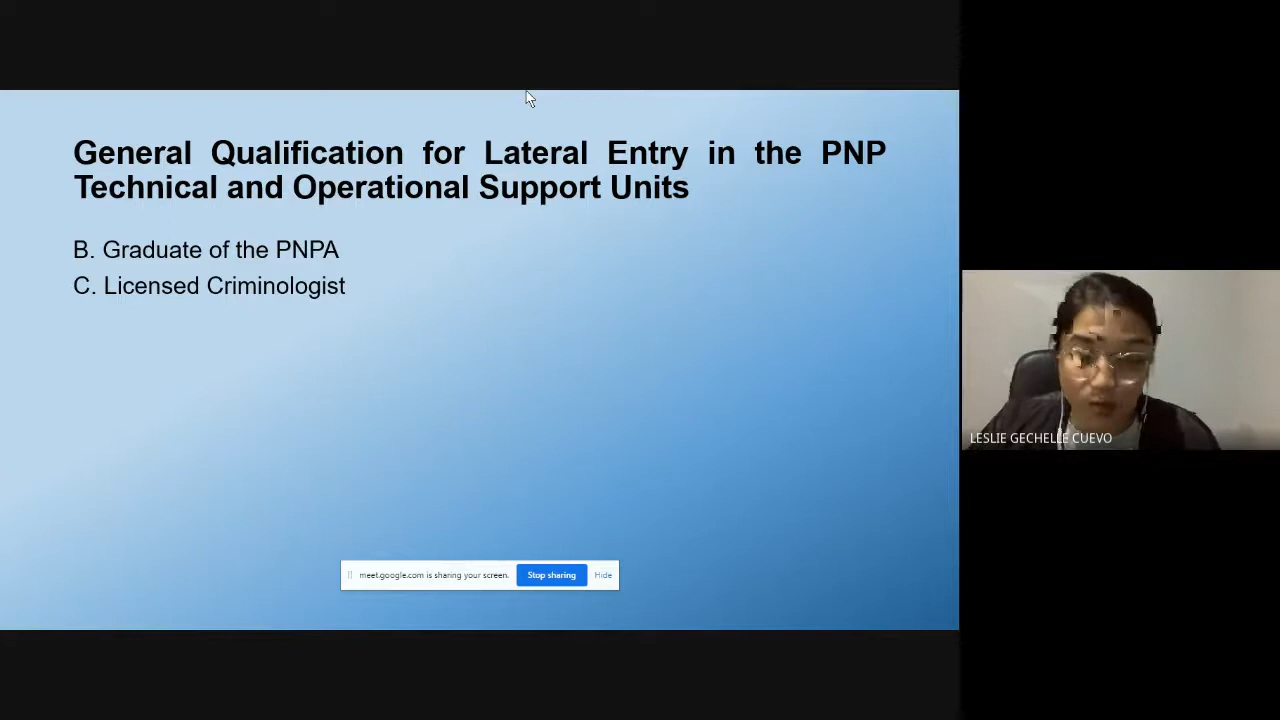 General Qualification for Lateral Entry in the PNP
Technical and Operational Support Units
B. Graduate of the PNPA
C. Licensed Criminologist
LESLIE GECHELLE CUEVO
meet.google.com is sharing your screen.
Stop sharing
Hide